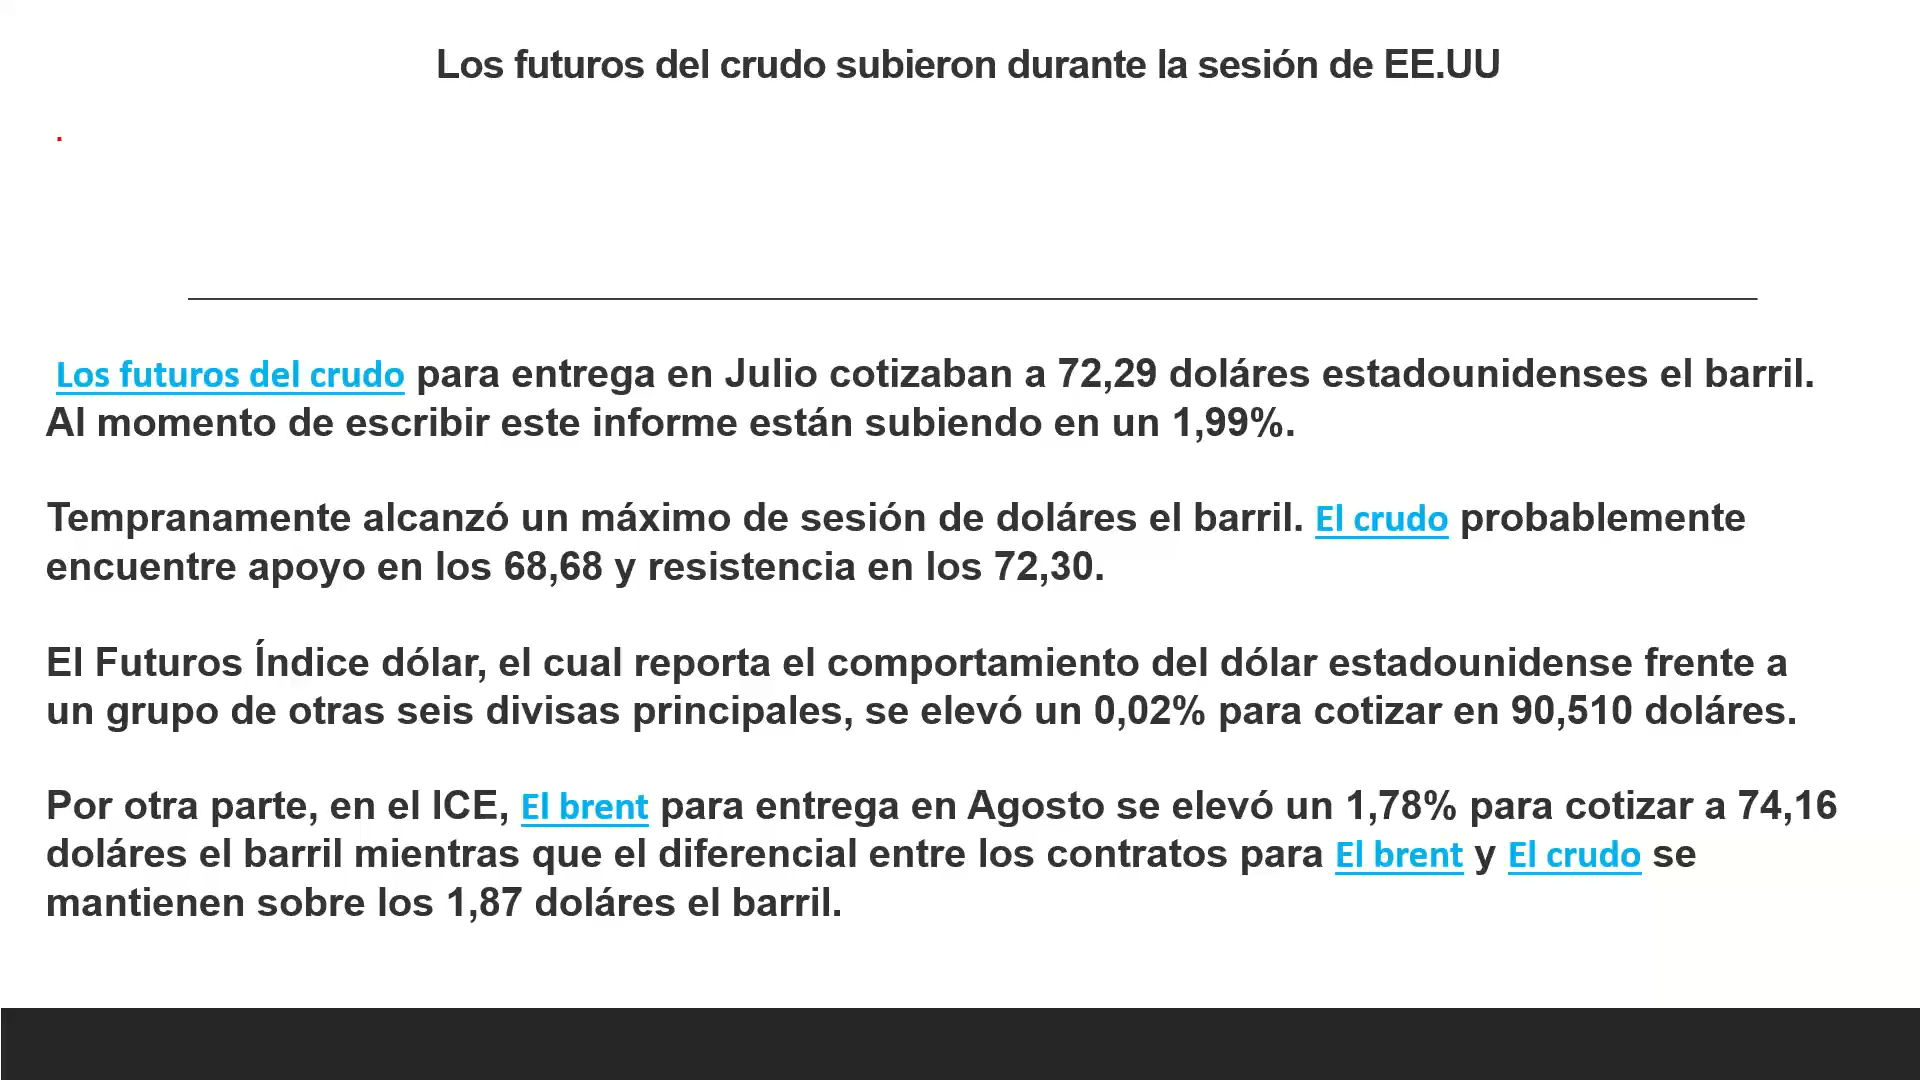 Los futuros del crudo subieron durante la sesión de EE.UU
.
Los futuros del crudo para entrega en Julio cotizaban a 72,29 doláres estadounidenses el barril.
Al momento de escribir este informe están subiendo en un 1,99%.
Tempranamente alcanzó un máximo de sesión de doláres el barril. El crudo probablemente
encuentre apoyo en los 68,68 y resistencia en los 72,30.
El Futuros Índice dólar, el cual reporta el comportamiento del dólar estadounidense frente a
un grupo de otras seis divisas principales, se elevó un 0,02% para cotizar en 90,510 doláres.
Por otra parte, en el ICE, El brent para entrega en Agosto se elevó un 1,78% para cotizar a 74,16
doláres el barril mientras que el diferencial entre los contratos para El brent y El crudo se
mantienen sobre los 1,87 doláres el barril.